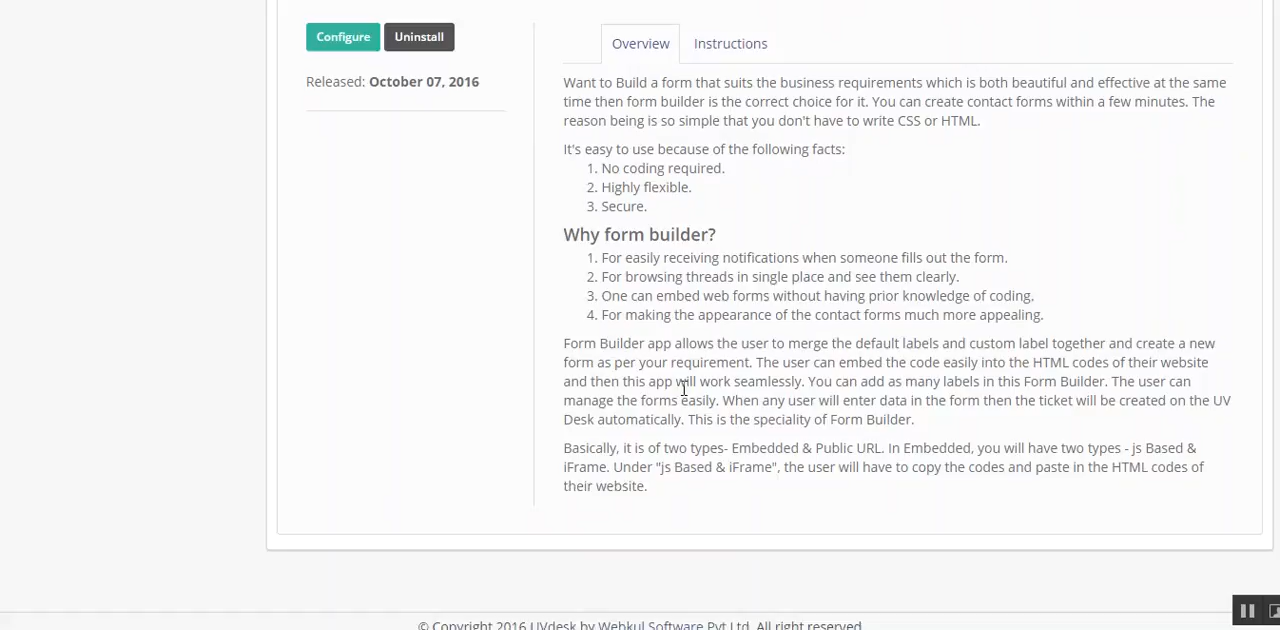 Configure Uninstall
Released: October 07, 2016
Overview Instructions
Want to Build a form that suits the business requirements which is both beautiful and effective at the same
time then form builder is the correct choice for it. You can create contact forms within a few minutes. The
reason being is so simple that you don't have to write CSS or HTML.
It's easy to use because of the following facts:
1. No coding required.
2. Highly flexible.
3. Secure.
Why form builder?
1. For easily receiving notifications when someone fills out the form.
2. For browsing threads in single place and see them clearly.
3. One can embed web forms without having prior knowledge of coding.
4. For making the appearance of the contact forms much more appealing.
Form Builder app allows the user to merge the default labels and custom label together and create a new
form as per your requirement. The user can embed the code easily into the HTML codes of their website
and then this app will work seamlessly. You can add as many labels in this Form Builder. The user can
manage the forms easily. When any user will enter data in the form then the ticket will be created on the UV
Desk automatically. This is the speciality of Form Builder.
Basically, it is of two types- Embedded & Public URL. In Embedded, you will have two types - js Based &
iFrame. Under "js Based & iFrame", the user will have to copy the codes and paste in the HTML codes of
their website.
© Copyright 2016 UVdesk by Webkul Software Pvt Ltd. All right reserved.